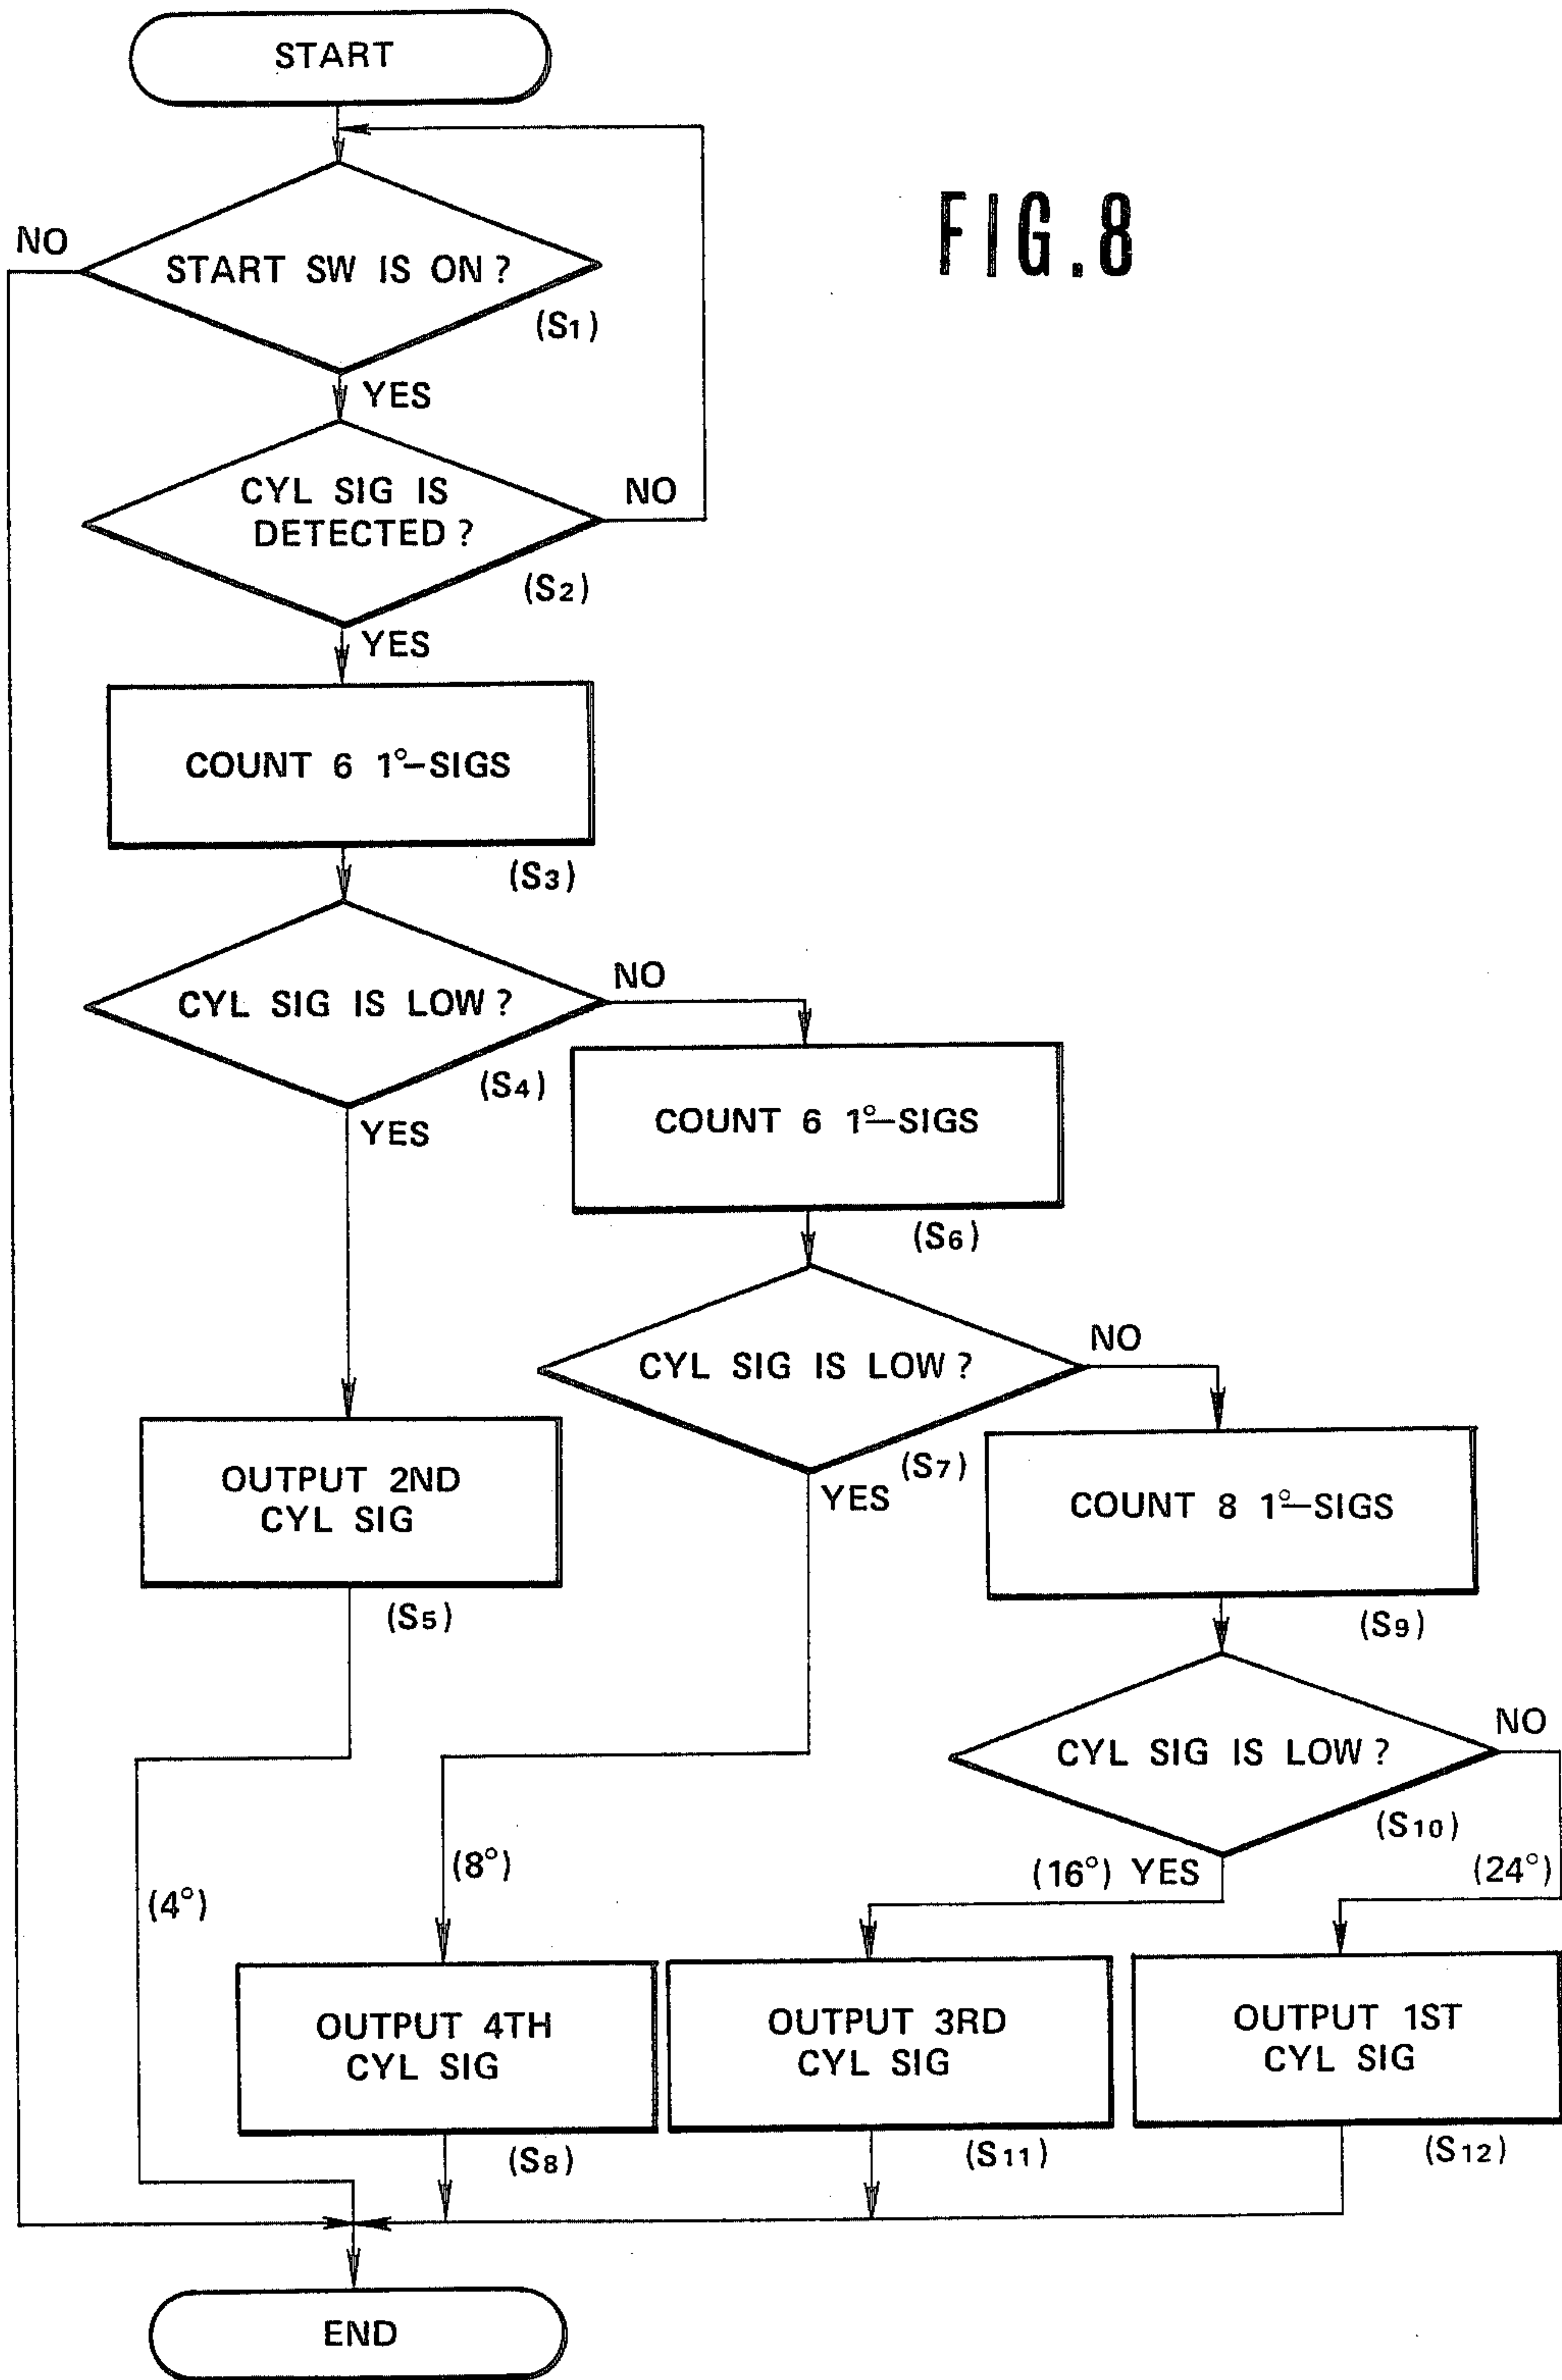 START
FIG.8
NO
START SW IS ON ?
(S1)
YES
CYL SIG IS
DETECTED ?
NO
(S2)
YES
COUNT 6 1°-SIGS
(S3)
CYL SIG IS LOW ?
NO
(S4)
YES
COUNT 6 1°-SIGS
(S6)
CYL SIG IS LOW ?
NO
(S7)
YES
OUTPUT 2ND
CYL SIG
(S5)
COUNT 8 1°-SIGS
(S9)
CYL SIG IS LOW ?
NO
(S10)
(4°)
(8°)
(16°) YES
(24°)
OUTPUT 4TH
CYL SIG
(S8)
OUTPUT 3RD
CYL SIG
(S11)
OUTPUT 1ST
CYL SIG
(S12)
END